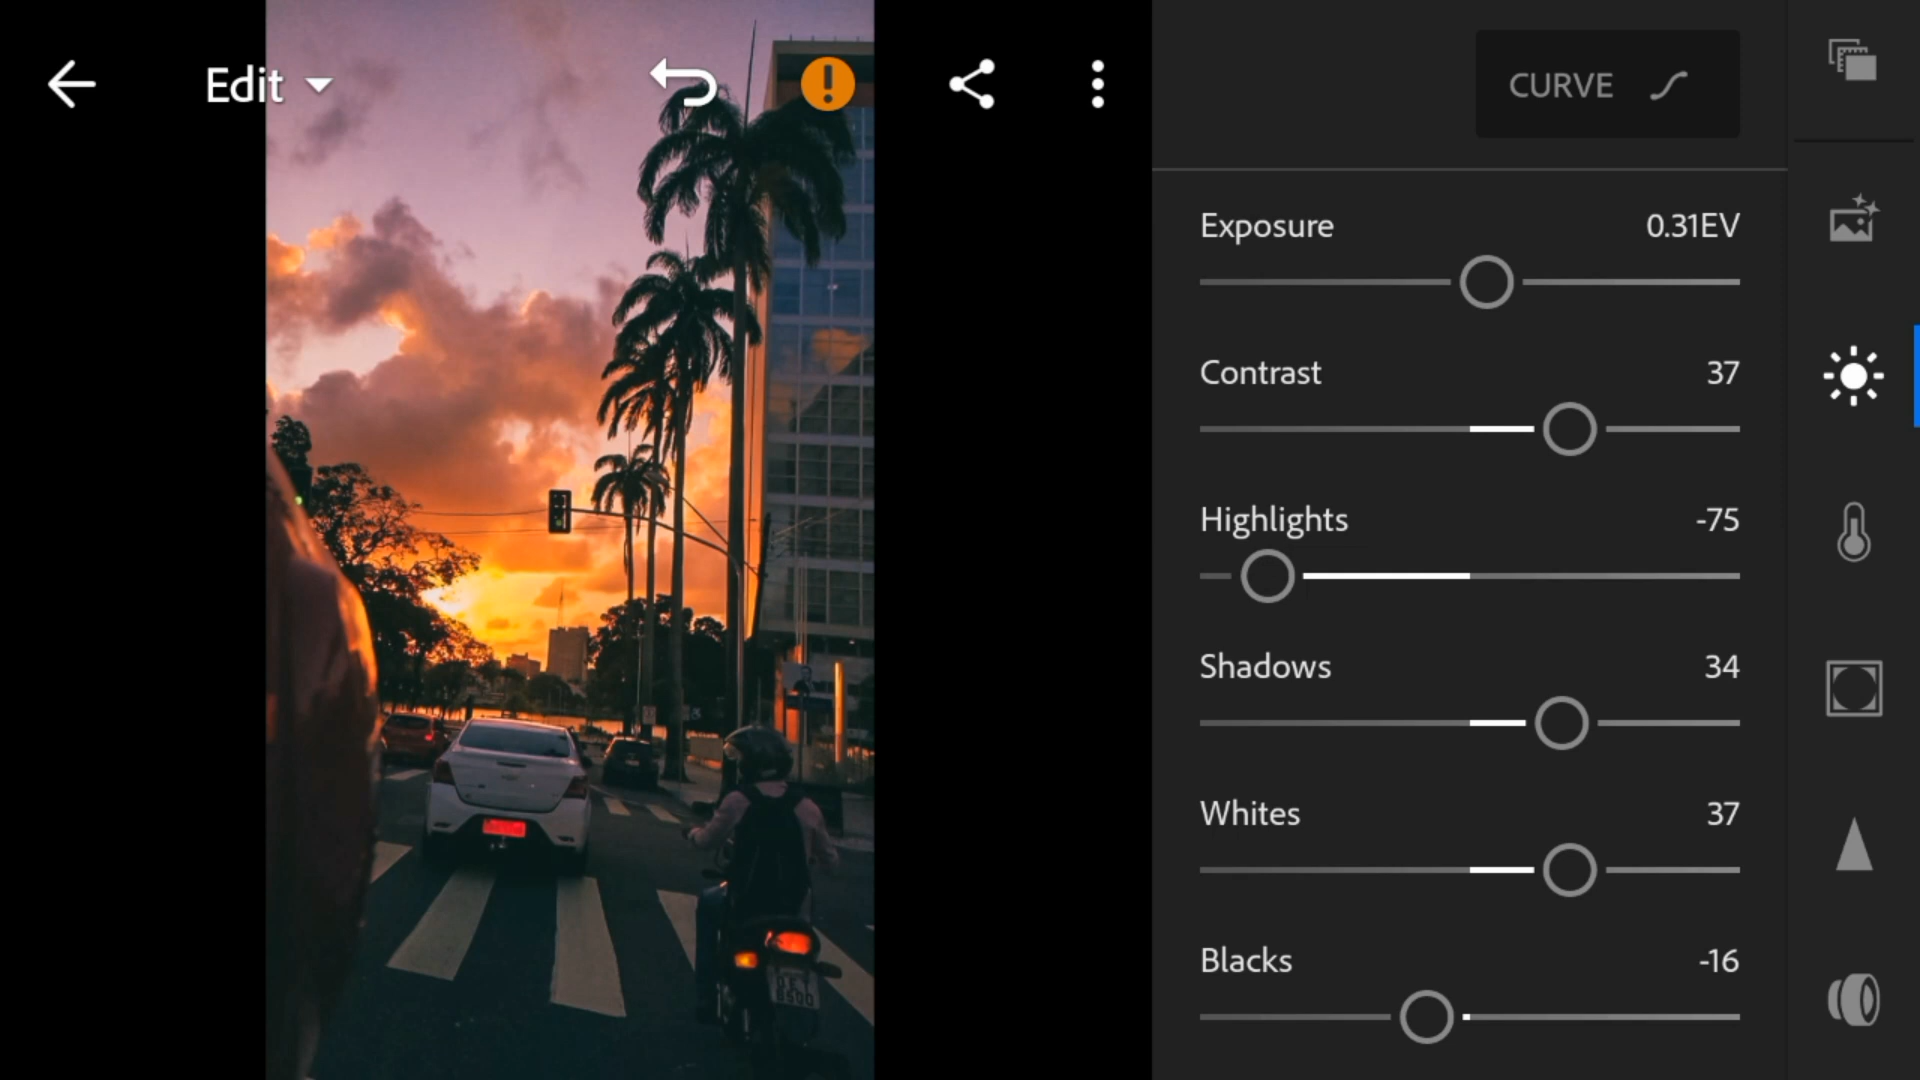 Edit
CURVE
Exposure 0.31EV
Contrast 37
Highlights -75
Shadows 34
Whites 37
Blacks -16